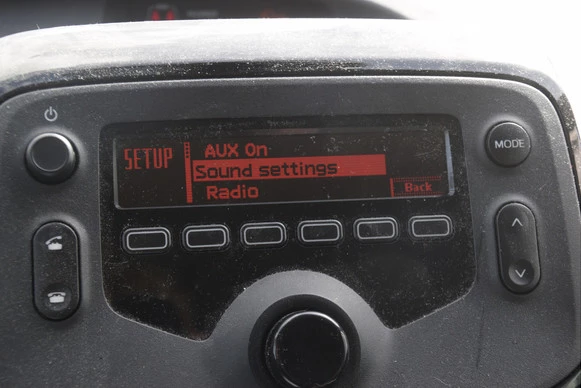 SETUP
AUX On
Sound settings
Radio
Back
MODE